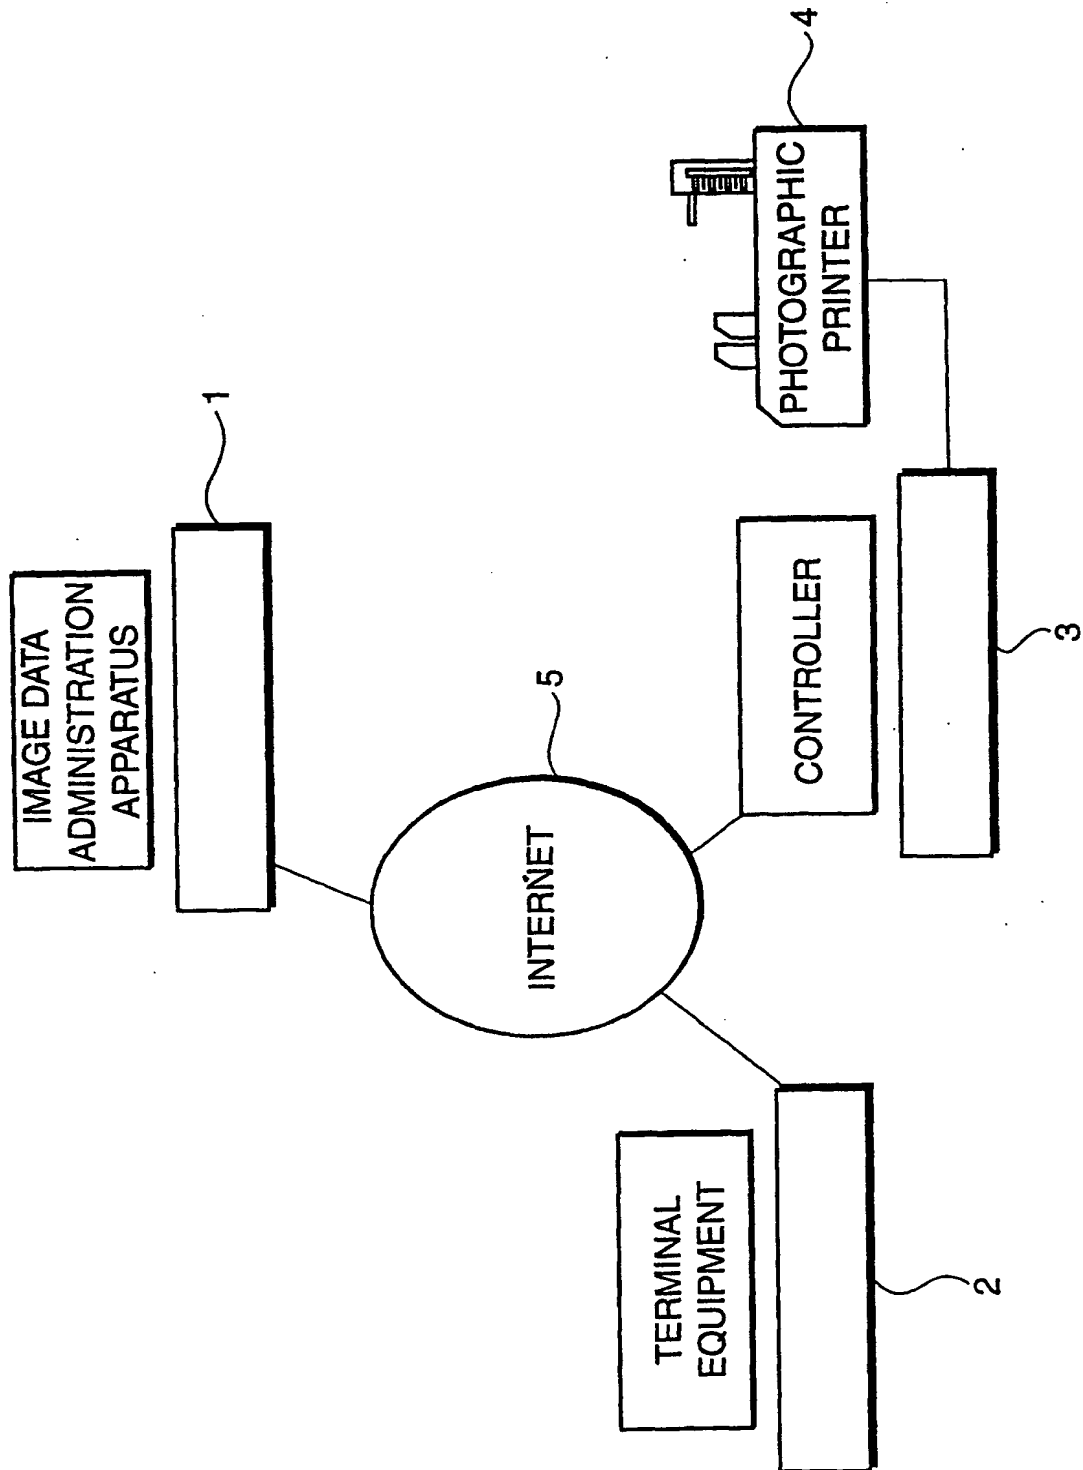 IMAGE DATA
ADMINISTRATION
APPARATUS
1
INTERNET
5
TERMINAL
EQUIPMENT
2
CONTROLLER
3
PHOTOGRAPHIC
PRINTER
4